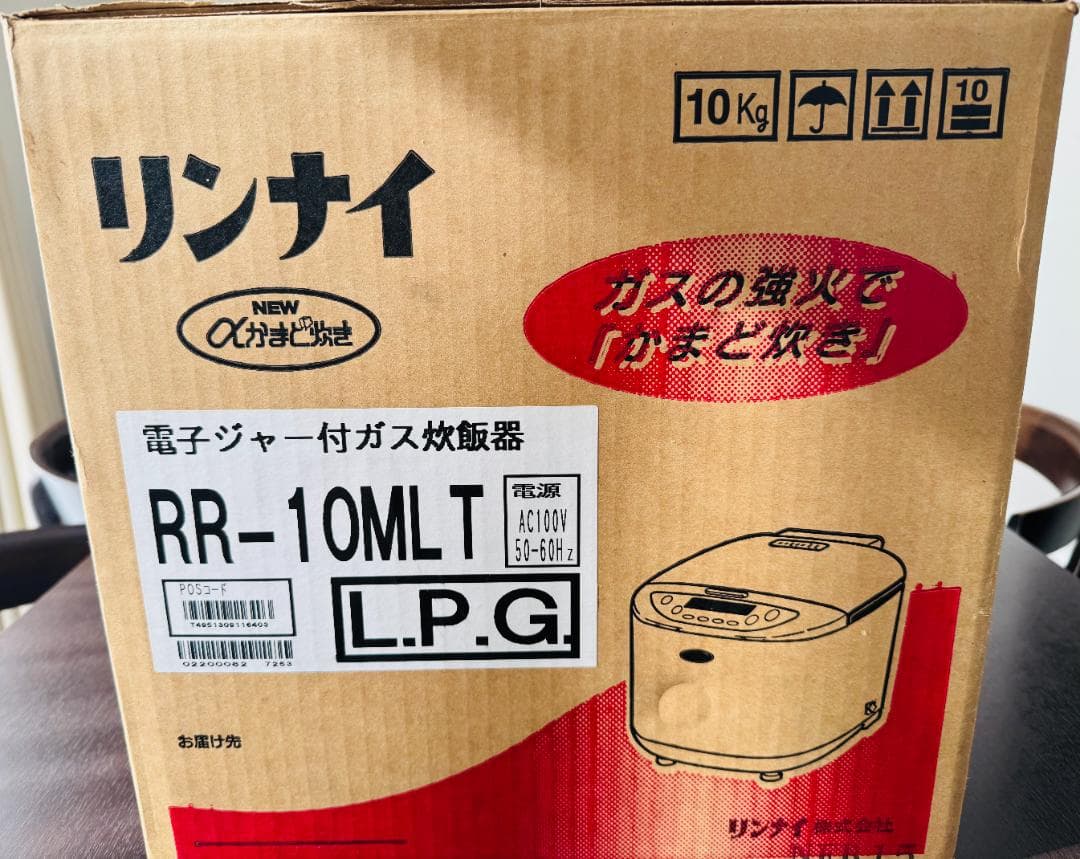 10Kg
10
リンナイ
NEW
αかまど炊き
ガスの強火で
「かまど炊き」
電子ジャー付ガス炊飯器
RR-10MLT
電源
AC100V
50-60Hz
POSコード
L.P.G.
02200082 7253
お届け先
リンナイ株式会社